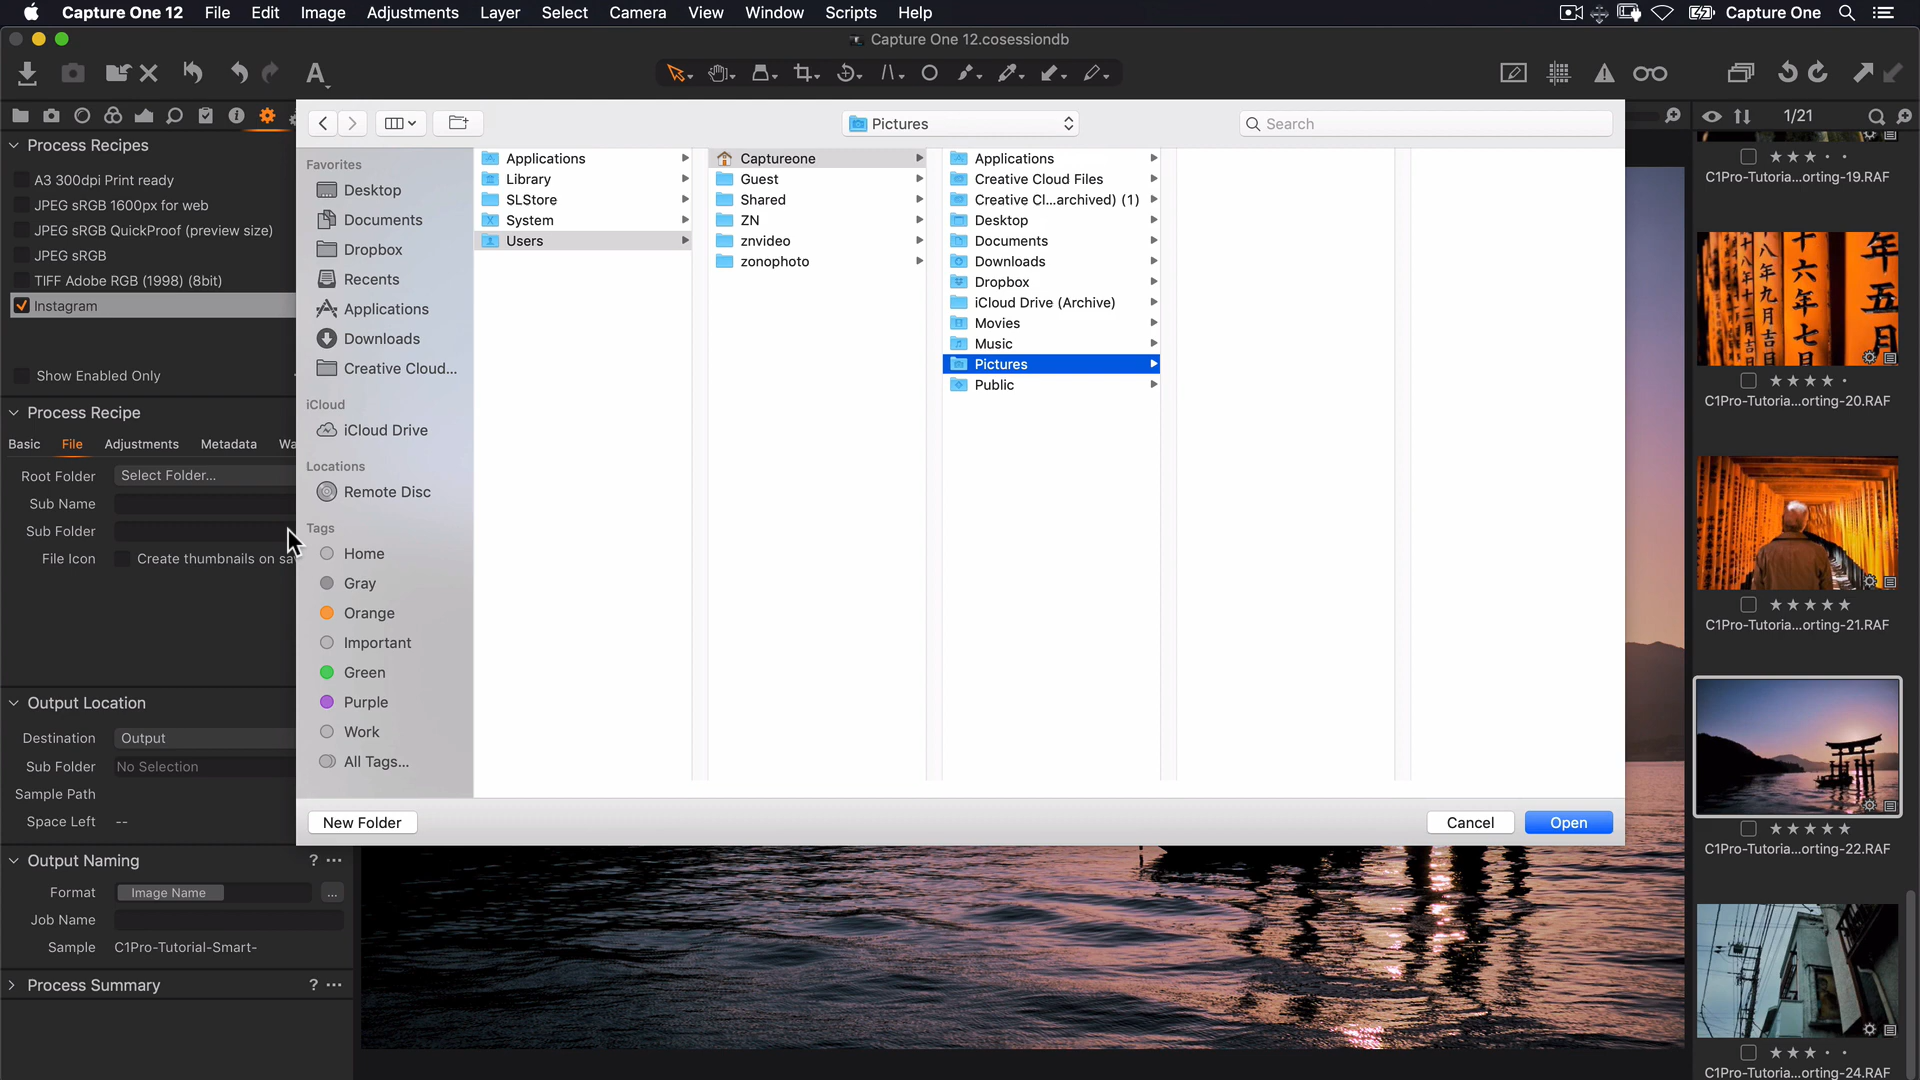 Capture One 12 File Edit Image Adjustments Layer Select Camera View Window Scripts Help Capture One
Capture One 12.cosessiondb
Process Recipes
A3 300dpi Print ready
JPEG sRGB 1600px for web
JPEG sRGB QuickProof (preview size)
JPEG sRGB
TIFF Adobe RGB (1998) (8bit)
Instagram
Show Enabled Only
Process Recipe
Basic File Adjustments Metadata Wa
Root Folder Select Folder...
Sub Name
Sub Folder
File Icon Create thumbnails on sa
Output Location
Destination Output
Sub Folder No Selection
Sample Path
Space Left --
Output Naming ? ...
Format Image Name ...
Job Name
Sample C1Pro-Tutorial-Smart-
Process Summary ? ...
Pictures
Search
Favorites
Desktop
Documents
Dropbox
Recents
Applications
Downloads
Creative Cloud...
iCloud
iCloud Drive
Locations
Remote Disc
Tags
Home
Gray
Orange
Important
Green
Purple
Work
All Tags...
Applications
Library
SLStore
System
Users
Captureone
Guest
Shared
ZN
znvideo
zonophoto
Applications
Creative Cloud Files
Creative Cl...archived) (1)
Desktop
Documents
Downloads
Dropbox
iCloud Drive (Archive)
Movies
Music
Pictures
Public
New Folder
Cancel
Open
1/21
C1Pro-Tutoria...orting-19.RAF
C1Pro-Tutoria...orting-20.RAF
C1Pro-Tutoria...orting-21.RAF
C1Pro-Tutoria...orting-22.RAF
C1Pro-Tutoria...orting-24.RAF